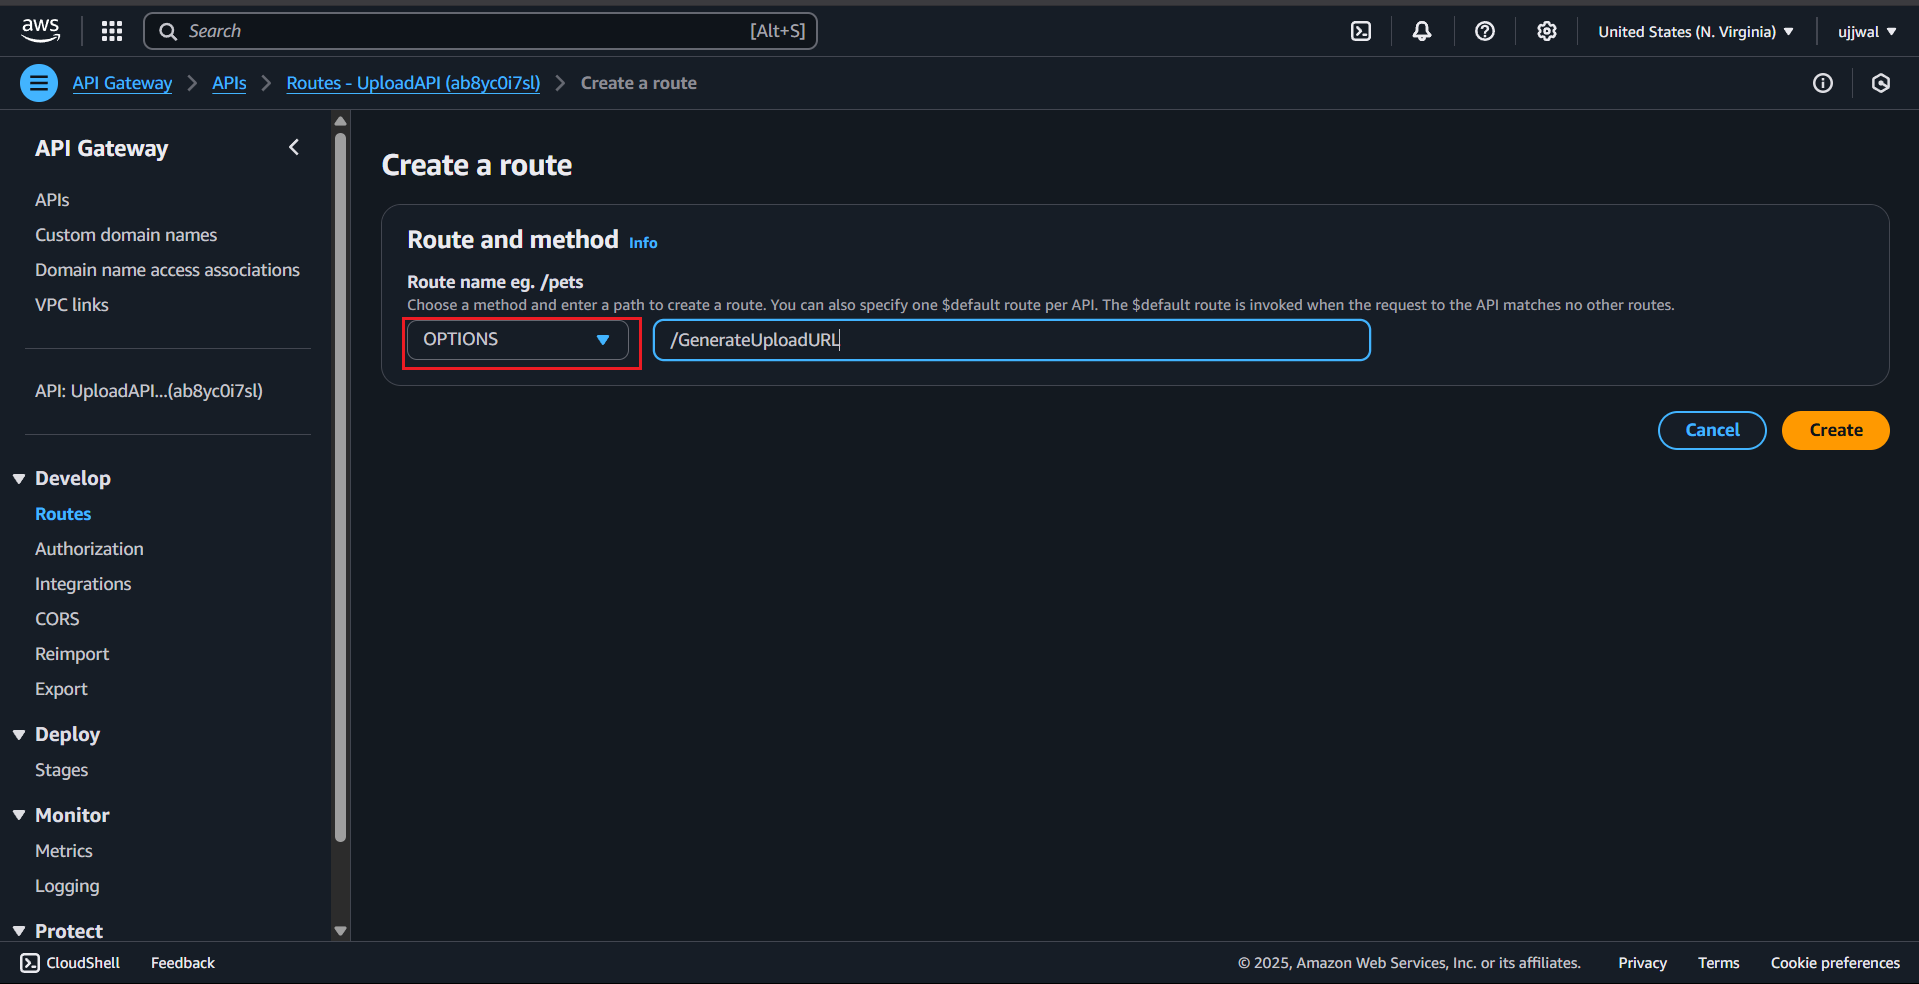 aws
Search [Alt+S]
United States (N. Virginia)
ujjwal
API Gateway
APIs
Routes - UploadAPI (ab8yc0i7sl)
Create a route
API Gateway
APIs
Custom domain names
Domain name access associations
VPC links
API: UploadAPI...(ab8yc0i7sl)
Develop
Routes
Authorization
Integrations
CORS
Reimport
Export
Deploy
Stages
Monitor
Metrics
Logging
Protect
Create a route
Route and method Info
Route name eg. /pets
Choose a method and enter a path to create a route. You can also specify one $default route per API. The $default route is invoked when the request to the API matches no other routes.
OPTIONS
/GenerateUploadURL
Cancel
Create
CloudShell
Feedback
© 2025, Amazon Web Services, Inc. or its affiliates.
Privacy
Terms
Cookie preferences